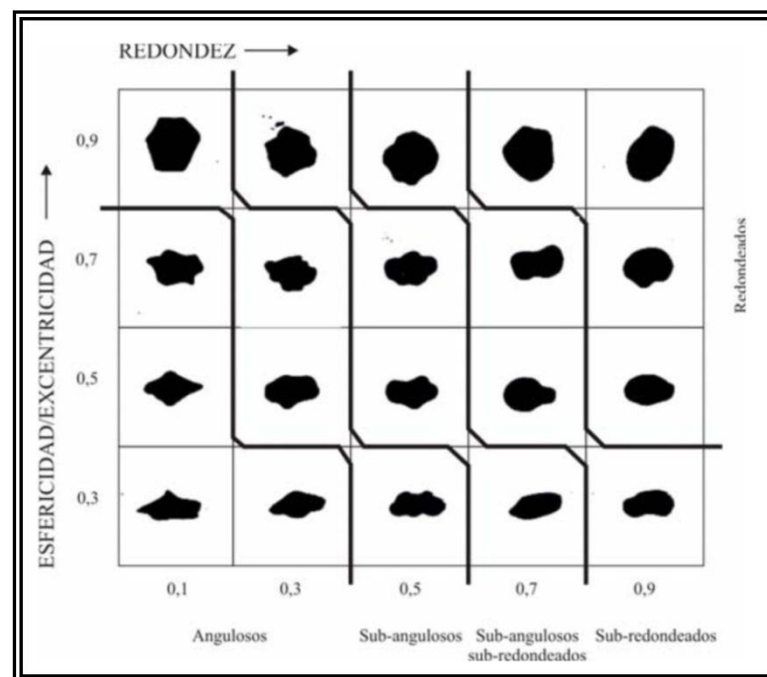 REDONDEZ
0,9
0,7
0,5
0,3
ESFERICIDAD/EXCENTRICIDAD
Redondeados
0,1
0,3
0,5
0,7
0,9
Angulosos
Sub-angulosos
Sub-angulosos
sub-redondeados
Sub-redondeados